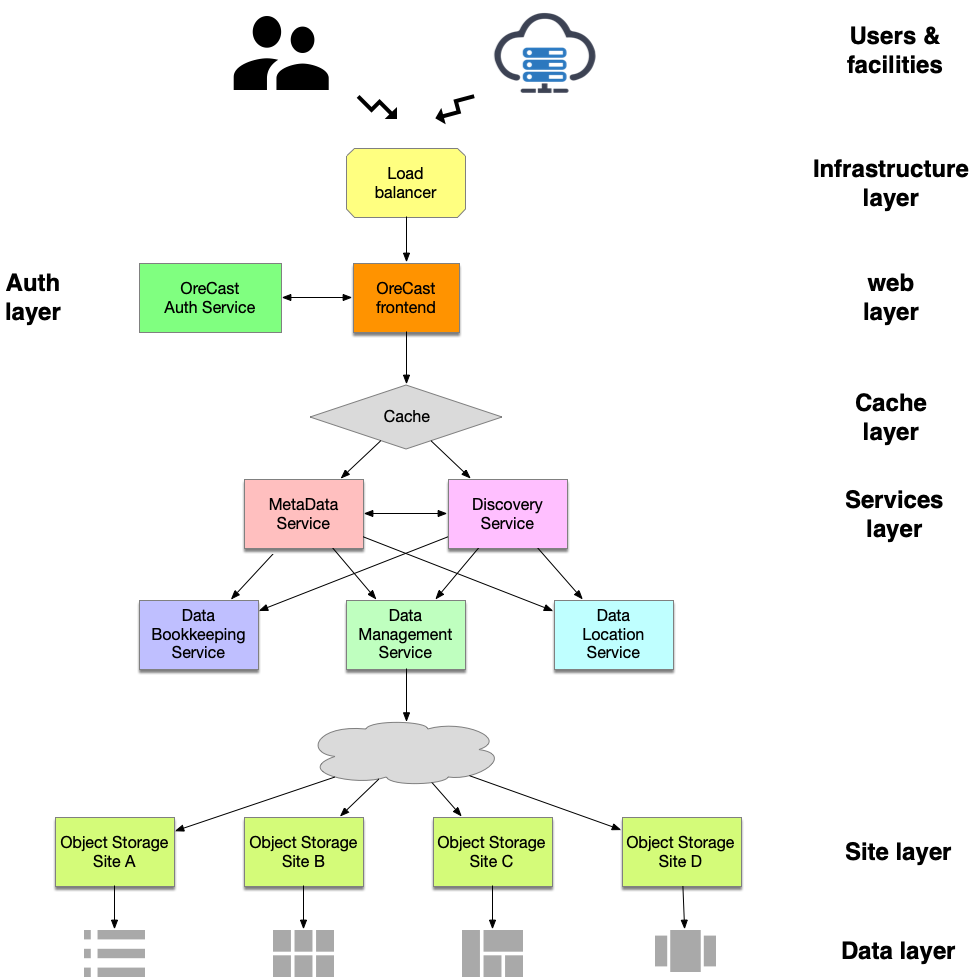 Users &
facilities
Load
balancer
Infrastructure
layer
Auth
layer
OreCast
Auth Service
OreCast
frontend
web
layer
Cache
Cache
layer
MetaData
Service
Discovery
Service
Services
layer
Data
Bookkeeping
Service
Data
Management
Service
Data
Location
Service
Object Storage
Site A
Object Storage
Site B
Object Storage
Site C
Object Storage
Site D
Site layer
Data layer